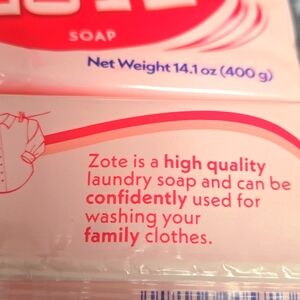 SOAP
Net Weight 14.1 oz (400 g)
Zote is a high quality
laundry soap and can be
confidently used for
washing your
family clothes.